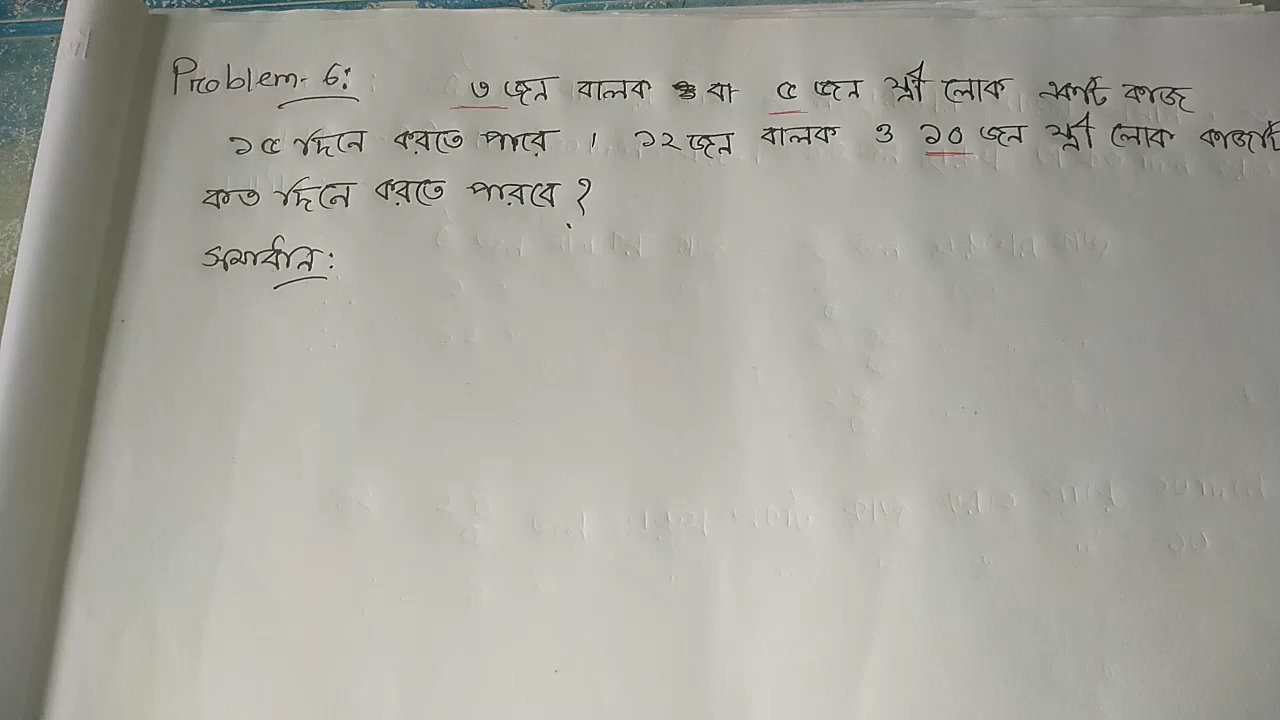 Problem-6: ৩ জন বালক বা ৫ জন স্ত্রী লোক একটি কাজ
১৫ দিনে করতে পারে । ১২ জন বালক ও ১০ জন স্ত্রী লোক কাজটি
কত দিনে করতে পারবে ?
সমাধান: